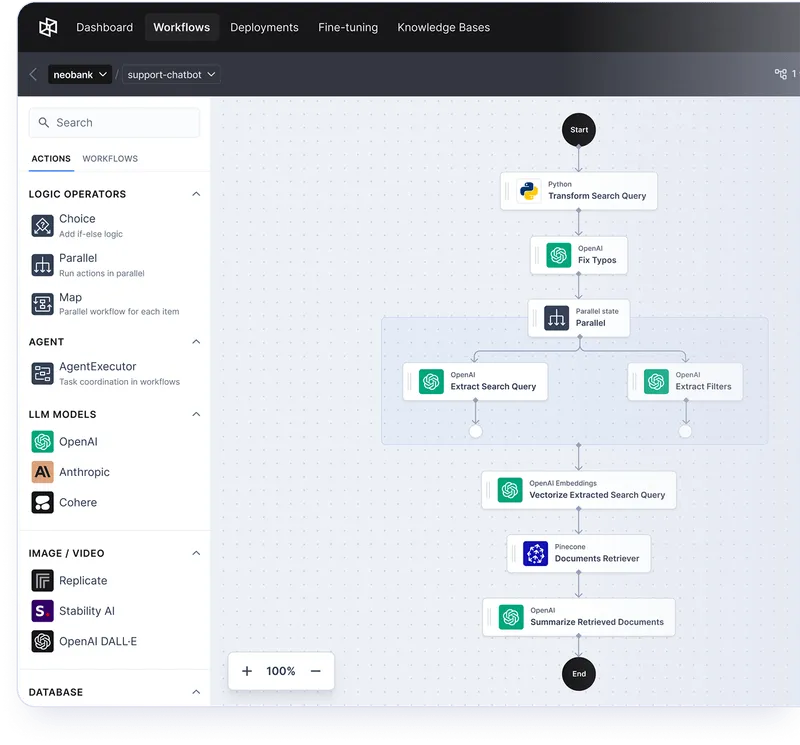 Dashboard
Workflows
Deployments
Fine-tuning
Knowledge Bases
neobank / support-chatbot
1
Search
ACTIONS
WORKFLOWS
LOGIC OPERATORS
Choice
Add if-else logic
Parallel
Run actions in parallel
Map
Parallel workflow for each item
AGENT
AgentExecutor
Task coordination in workflows
LLM MODELS
OpenAI
Anthropic
Cohere
IMAGE / VIDEO
Replicate
Stability AI
OpenAI DALL·E
DATABASE
Start
Python
Transform Search Query
OpenAI
Fix Typos
Parallel state
Parallel
OpenAI
Extract Search Query
OpenAI
Extract Filters
OpenAI Embeddings
Vectorize Extracted Search Query
Pinecone
Documents Retriever
OpenAI
Summarize Retrieved Documents
End
+ 100% −